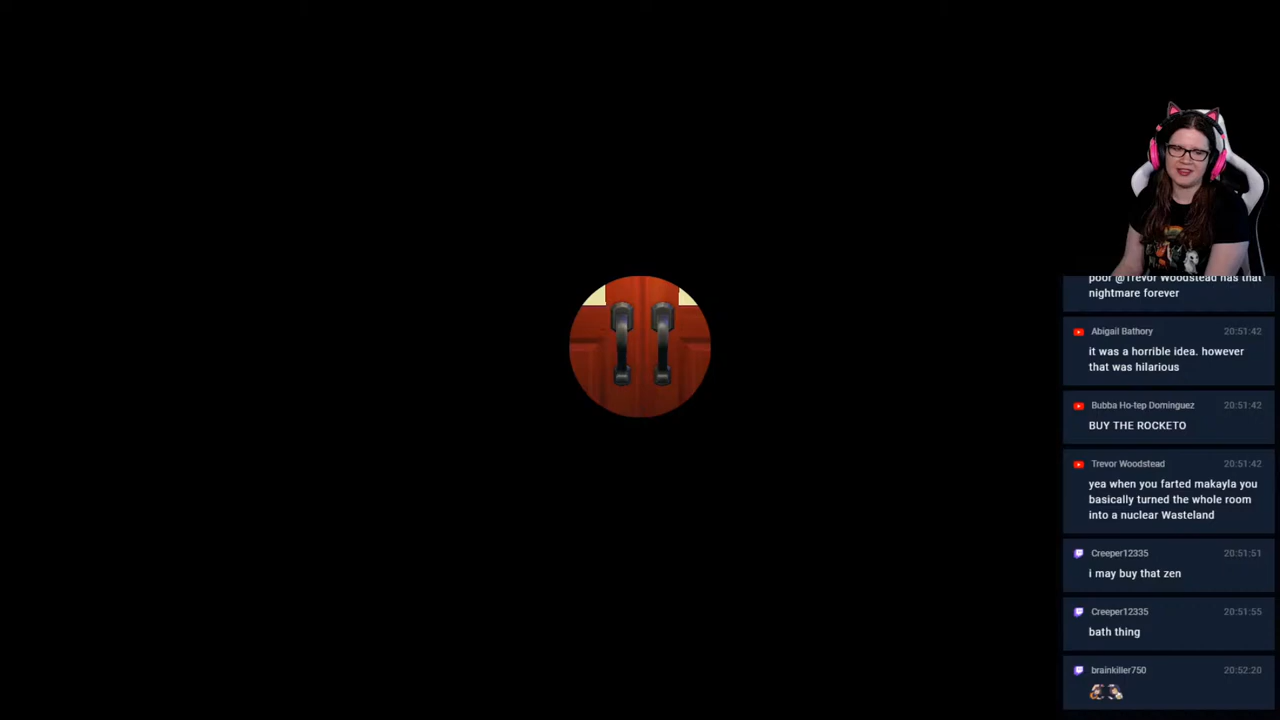 poor @Trevor Woodstead has that
nightmare forever
Abigail Bathory 20:51:42
it was a horrible idea. however
that was hilarious
Bubba Ho-tep Dominguez 20:51:42
BUY THE ROCKETO
Trevor Woodstead 20:51:42
yea when you farted makayla you
basically turned the whole room
into a nuclear Wasteland
Creeper12335 20:51:51
i may buy that zen
Creeper12335 20:51:55
bath thing
brainkiller750 20:52:20